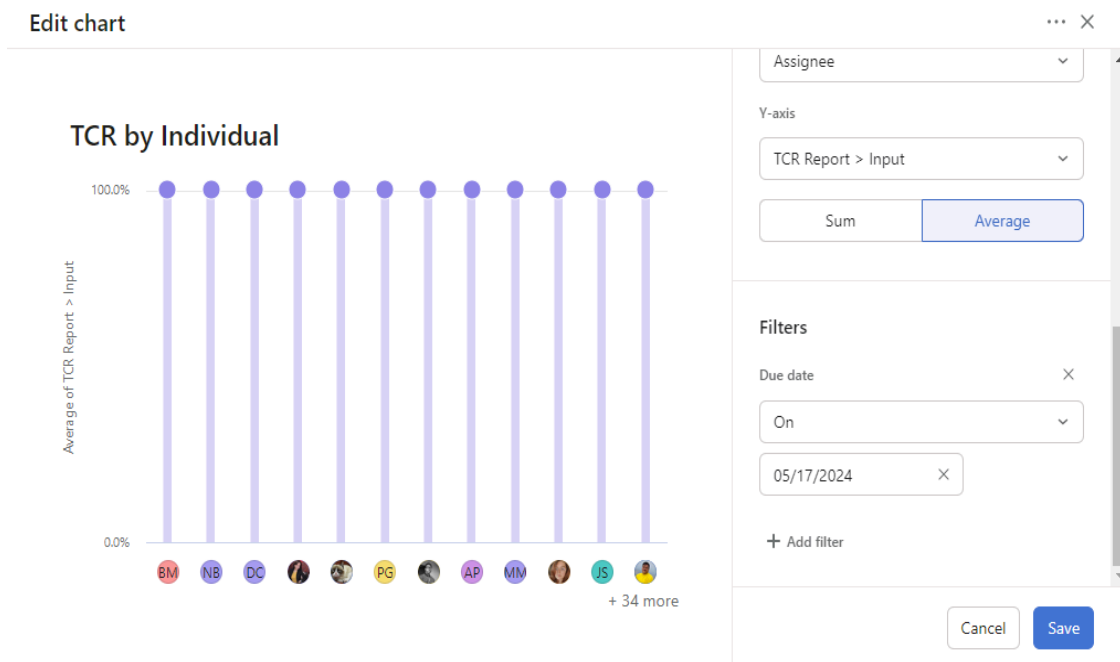 Edit chart
TCR by Individual
100.0%
Average of TCR Report > Input
0.0%
BM NB DC PG AP MM JS
+ 34 more
Assignee
Y-axis
TCR Report > Input
Sum Average
Filters
Due date
On
05/17/2024
+ Add filter
Cancel Save